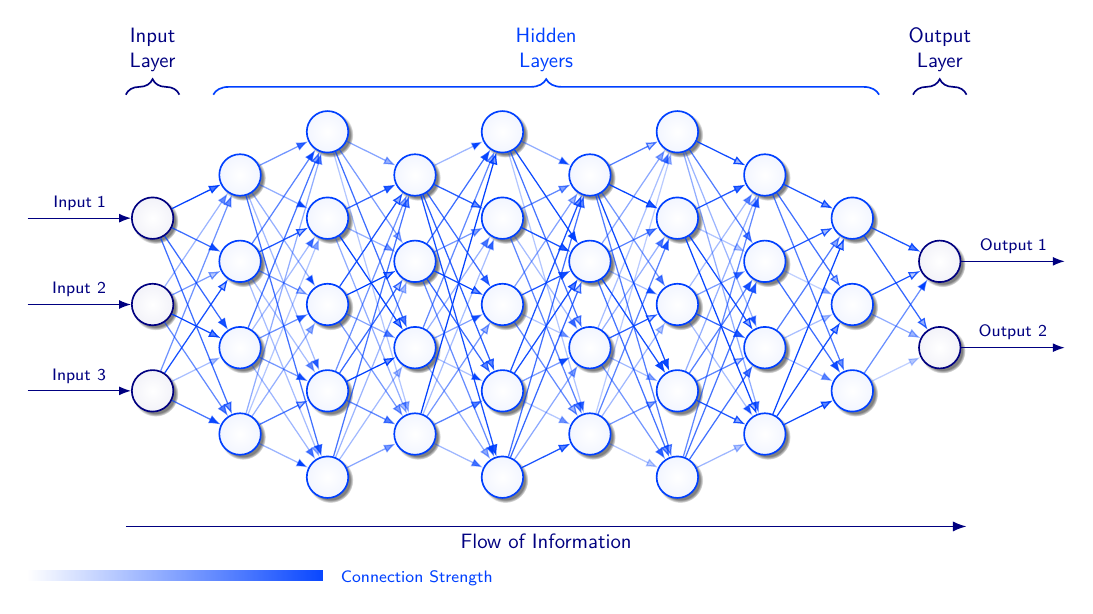 Input
Layer
Hidden
Layers
Output
Layer
Input 1
Input 2
Input 3
Output 1
Output 2
Flow of Information
Connection Strength